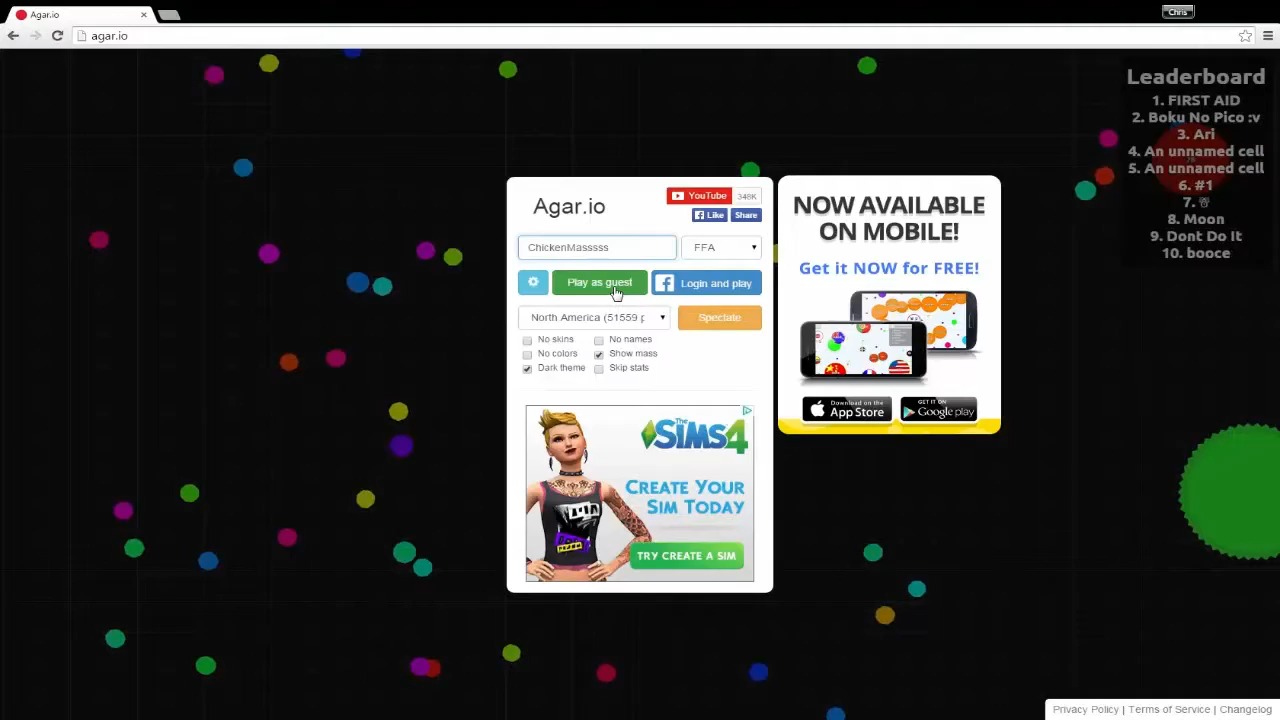 Agar.io
Chris
agar.io
Leaderboard
1. FIRST AID
2. Boku No Pico :v
3. Ari
4. An unnamed cell
5. An unnamed cell
6. #1
7.
8. Moon
9. Dont Do It
10. booce
Agar.io
YouTube 348K
Like Share
ChickenMasssss FFA
Play as guest Login and play
North America (51559 p Spectate
No skins No names
No colors Show mass
Dark theme Skip stats
THE SIMS 4
CREATE YOUR
SIM TODAY
TRY CREATE A SIM
NOW AVAILABLE
ON MOBILE!
Get it NOW for FREE!
Download on the
App Store
GET IT ON
Google play
Privacy Policy | Terms of Service | Changelog